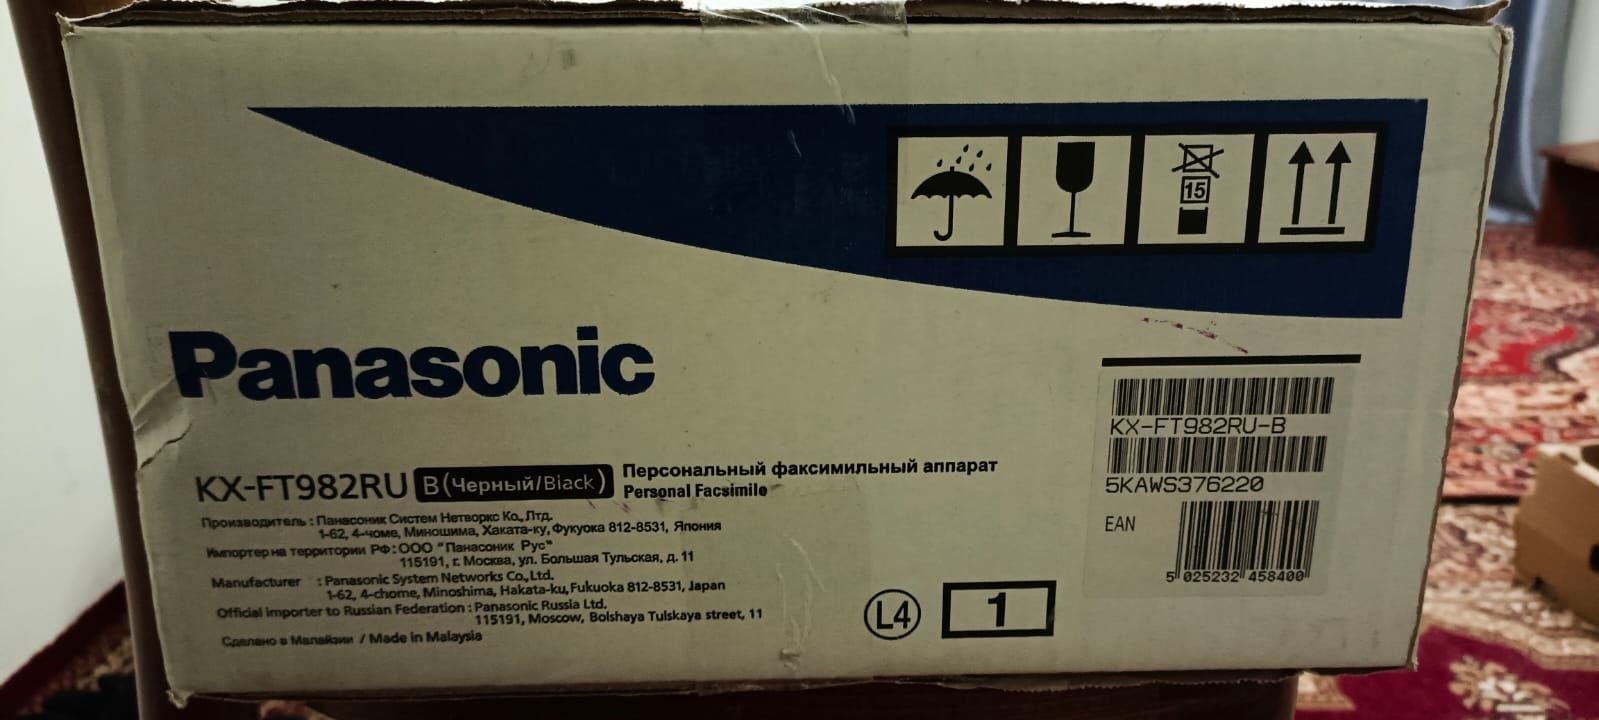 15
Panasonic
KX-FT982RU B(Черный/Black) Персональный факсимильный аппарат
Personal Facsimile
Производитель : Панасоник Систем Нетворкс Ко.,Лтд.
1-62, 4-чоме, Миношима, Хаката-ку, Фукуока 812-8531, Япония
Импортер на территории РФ: ООО "Панасоник Рус"
115191, г. Москва, ул. Большая Тульская, д. 11
Manufacturer : Panasonic System Networks Co.,Ltd.
1-62, 4-chome, Minoshima, Hakata-ku, Fukuoka 812-8531, Japan
Official importer to Russian Federation : Panasonic Russia Ltd.
115191, Moscow, Bolshaya Tulskaya street, 11
Сделано в Малайзии / Made in Malaysia
L4
1
KX-FT982RU-B
5KAWS376220
EAN
5 025232 458400